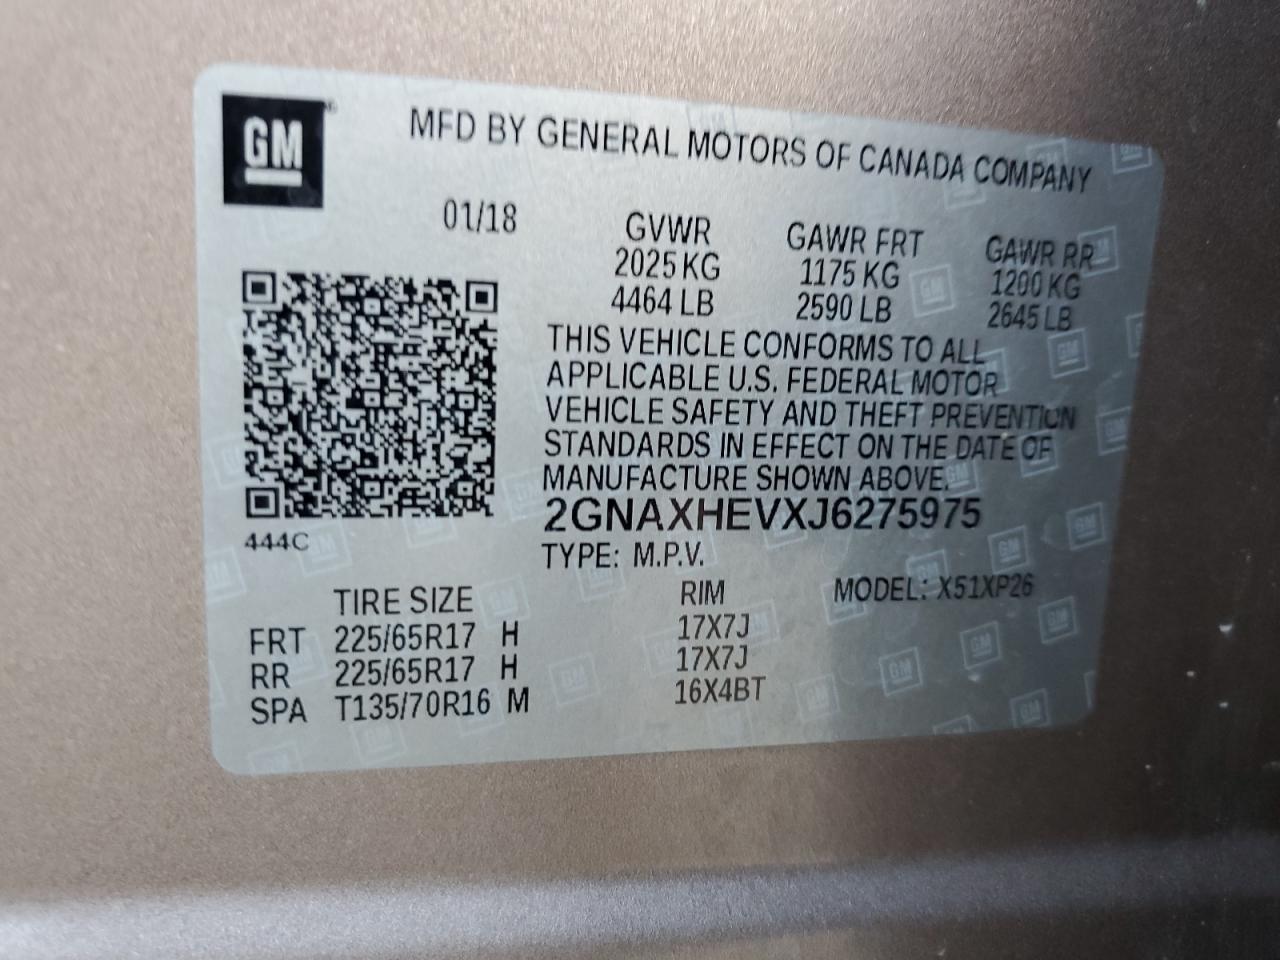 GM
MFD BY GENERAL MOTORS OF CANADA COMPANY
01/18 GVWR GAWR FRT GAWR RR
2025 KG 1175 KG 1200 KG
4464 LB 2590 LB 2645 LB
THIS VEHICLE CONFORMS TO ALL
APPLICABLE U.S. FEDERAL MOTOR
VEHICLE SAFETY AND THEFT PREVENTION
STANDARDS IN EFFECT ON THE DATE OF
MANUFACTURE SHOWN ABOVE.
2GNAXHEVXJ6275975
444C
TYPE: M.P.V. MODEL: X51XP26
TIRE SIZE RIM
FRT 225/65R17 H 17X7J
RR 225/65R17 H 17X7J
SPA T135/70R16 M 16X4BT